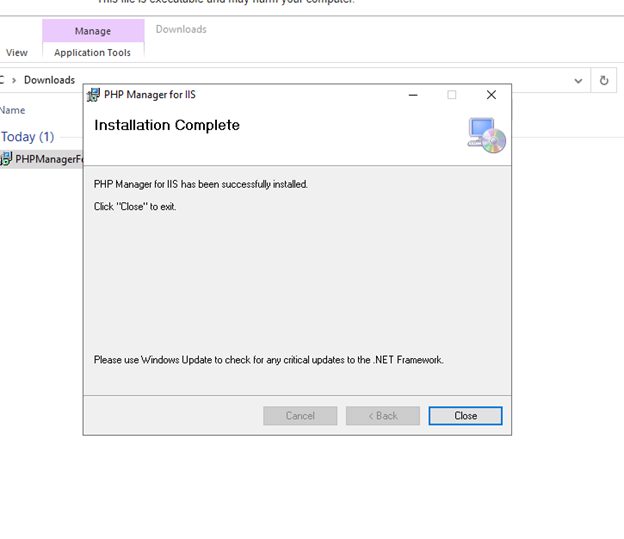 This file is executable and may harm your computer.
Manage
Downloads
View
Application Tools
> Downloads
Name
Today (1)
PHPManagerF
PHP Manager for IIS
Installation Complete
PHP Manager for IIS has been successfully installed.
Click "Close" to exit.
Please use Windows Update to check for any critical updates to the .NET Framework.
Cancel
< Back
Close